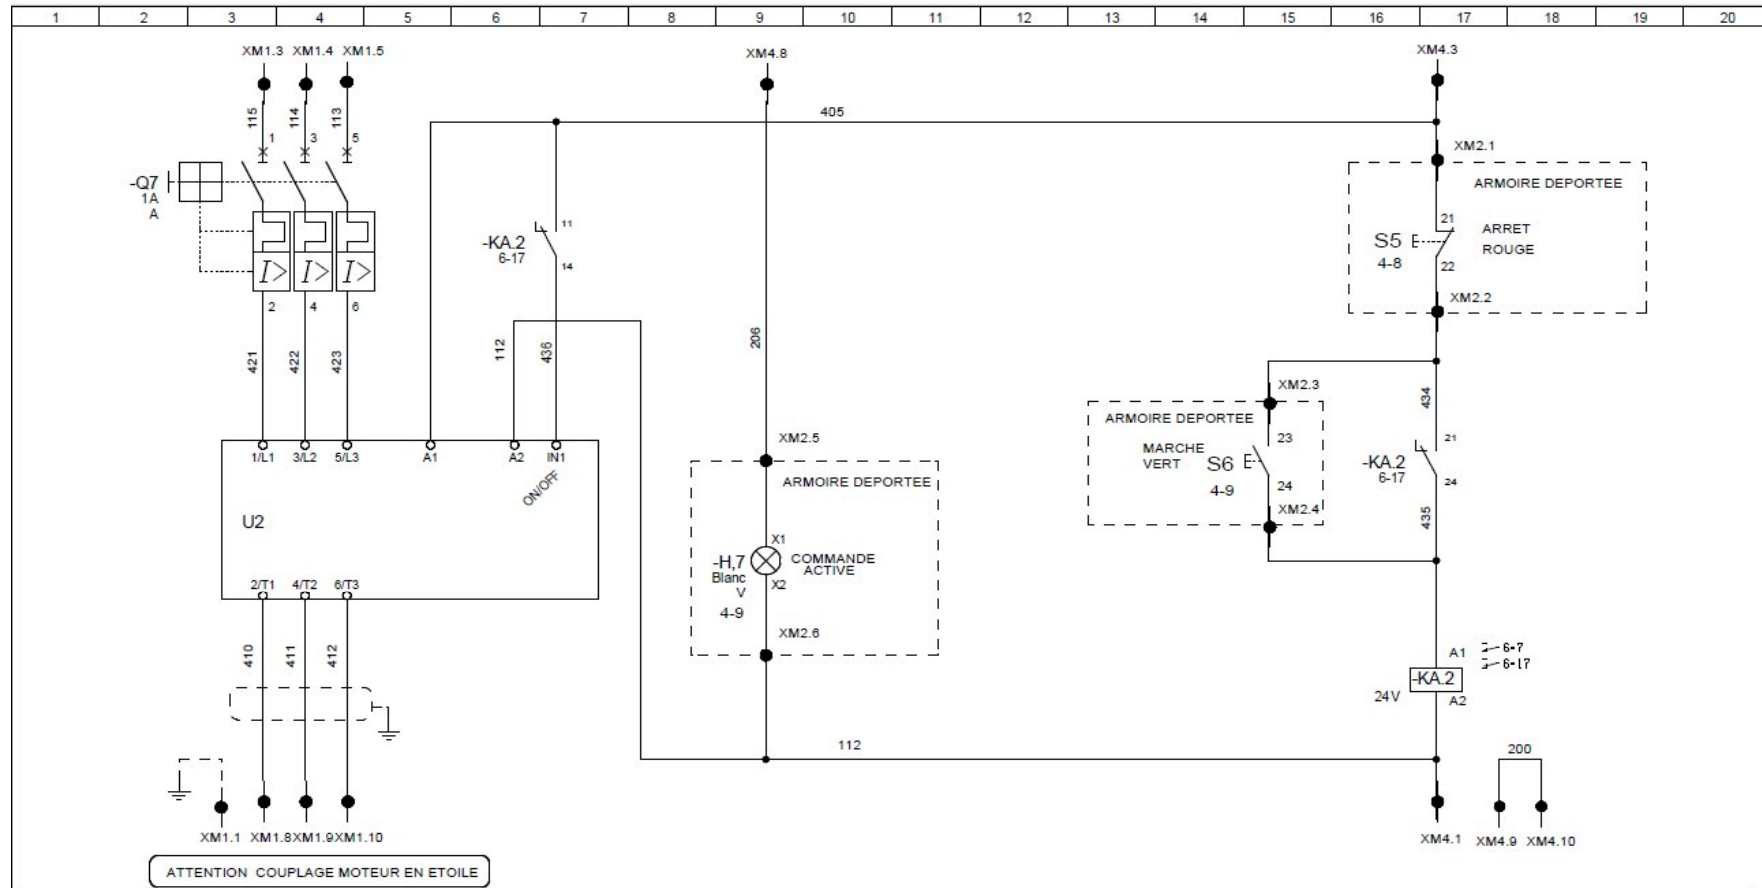 1 2 3 4 5 6 7 8 9 10 11 12 13 14 15 16 17 18 19 20
XM1.3 XM1.4 XM1.5 XM4.8 XM4.3
115 114 113
405
1 3 5
XM2.1
ARMOIRE DEPORTEE
-Q7
1A
A
I> I> I>
2 4 6
11
-KA.2
6-17
14
21
S5
4-8
22
ARRET
ROUGE
XM2.2
421 422 423
112 436
206
XM2.3
434
ARMOIRE DEPORTEE
MARCHE
VERT
23
S6
4-9
24
XM2.4
21
-KA.2
6-17
24
435
1/L1 3/L2 5/L3 A1 A2 IN1
ON/OFF
U2
2/T1 4/T2 6/T3
XM2.5
ARMOIRE DEPORTEE
X1
-H,7
Blanc
V
4-9
X2
COMMANDE
ACTIVE
XM2.6
410 411 412
A1
6-7
6-17
-KA.2
24V
A2
112
200
XM1.1 XM1.8 XM1.9 XM1.10
XM4.1 XM4.9 XM4.10
ATTENTION COUPLAGE MOTEUR EN ETOILE